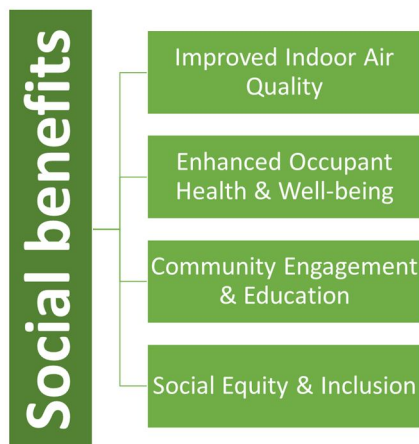 Social benefits
Improved Indoor Air
Quality
Enhanced Occupant
Health & Well-being
Community Engagement
& Education
Social Equity & Inclusion